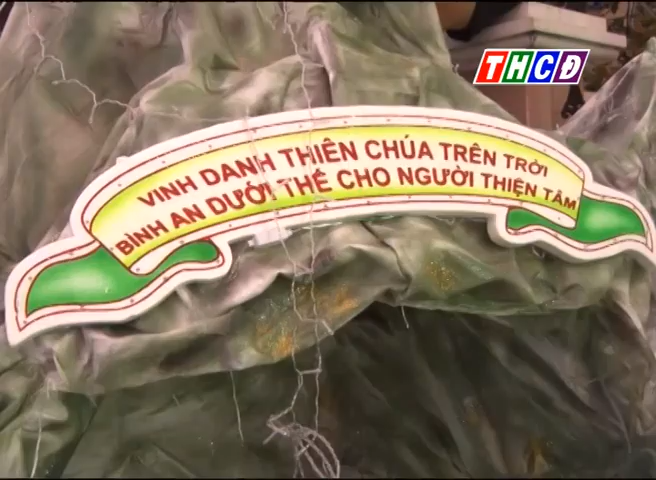 THCĐ
VINH DANH THIÊN CHÚA TRÊN TRỜI
BÌNH AN DƯỚI THẾ CHO NGƯỜI THIỆN TÂM